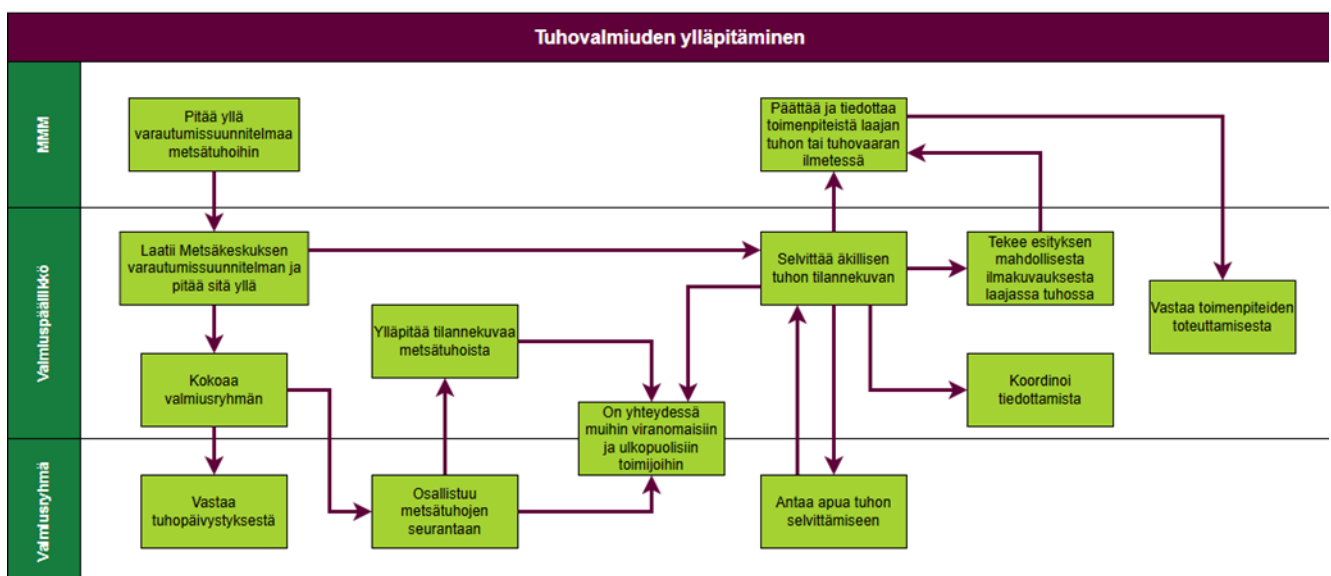 Tuhovalmiuden ylläpitäminen
MMM
Pitää yllä
varautumissuunnitelmaa
metsätuhoihin
Päättää ja tiedottaa
toimenpiteistä laajan
tuhon tai tuhovaaran
ilmetessä
Valmiuspäällikkö
Laatii Metsäkeskuksen
varautumissuunnitelman ja
pitää sitä yllä
Selvittää äkillisen
tuhon tilannekuvan
Tekee esityksen
mahdollisesta
ilmakuvauksesta
laajassa tuhossa
Vastaa toimenpiteiden
toteuttamisesta
Ylläpitää tilannekuvaa
metsätuhoista
Kokoaa
valmiusryhmän
Koordinoi
tiedottamista
On yhteydessä
muihin viranomaisiin
ja ulkopuolisiin
toimijoihin
Valmiusryhmä
Vastaa
tuhopäivystyksestä
Osallistuu
metsätuhojen
seurantaan
Antaa apua tuhon
selvittämiseen